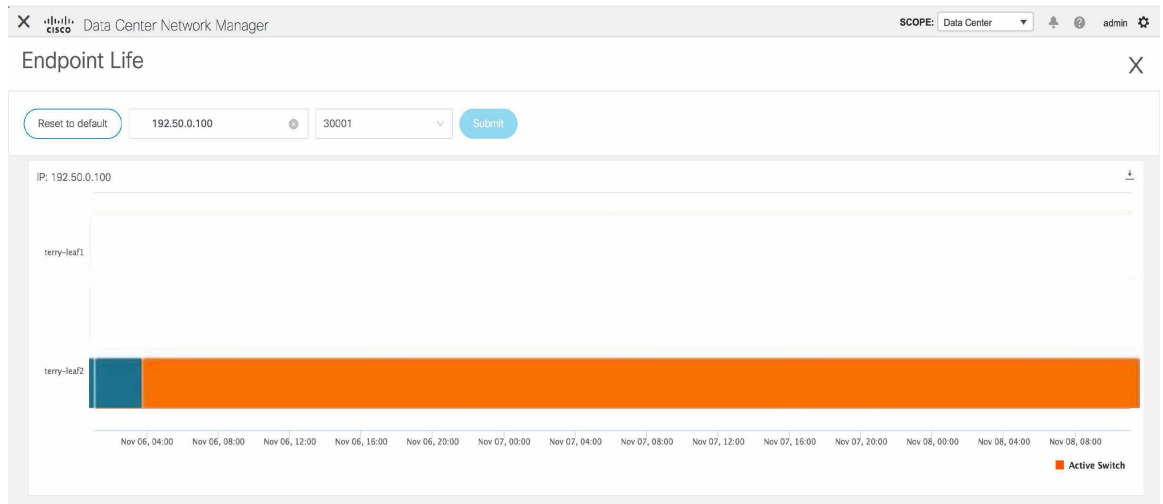 X cisco Data Center Network Manager SCOPE: Data Center admin
Endpoint Life X
Reset to default 192.50.0.100 30001 Submit
IP: 192.50.0.100
terry-leaf1
terry-leaf2
Nov 06, 04:00 Nov 06, 08:00 Nov 06, 12:00 Nov 06, 16:00 Nov 06, 20:00 Nov 07, 00:00 Nov 07, 04:00 Nov 07, 08:00 Nov 07, 12:00 Nov 07, 16:00 Nov 07, 20:00 Nov 08, 00:00 Nov 08, 04:00 Nov 08, 08:00
Active Switch